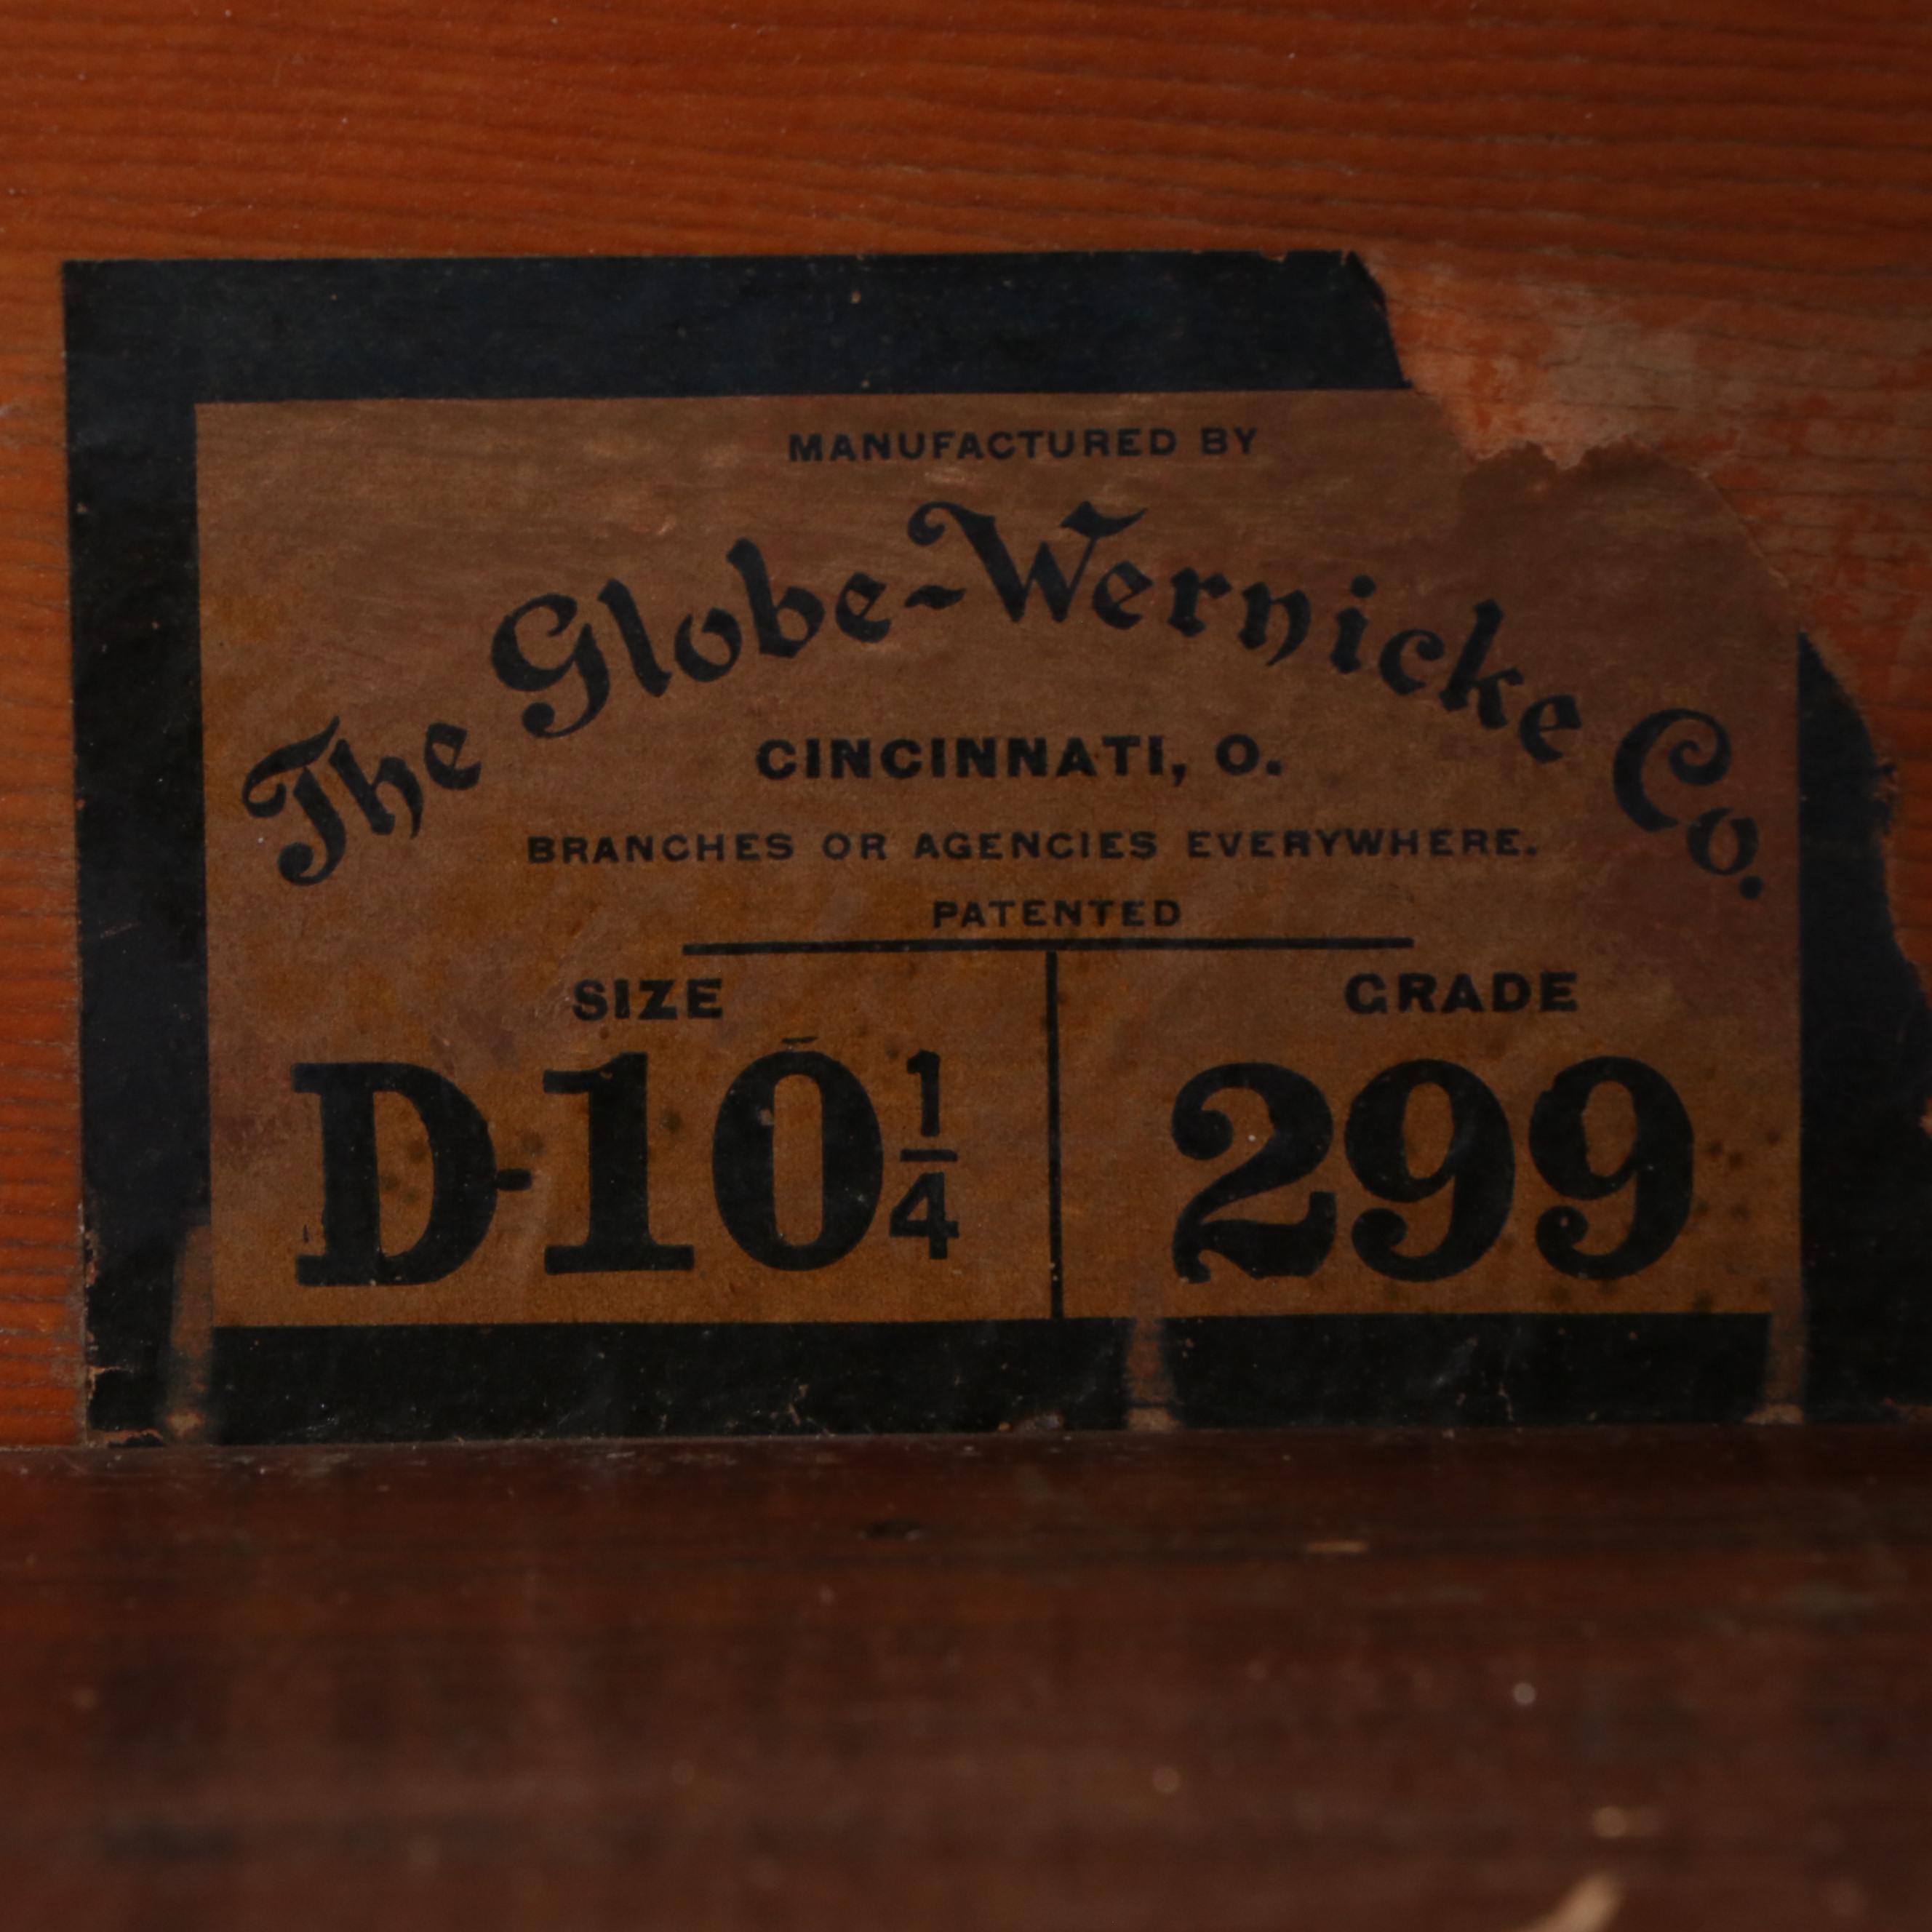 MANUFACTURED BY
The Globe-Wernicke Co.
CINCINNATI, O.
BRANCHES OR AGENCIES EVERYWHERE.
PATENTED
SIZE
D-10 1/4
GRADE
299